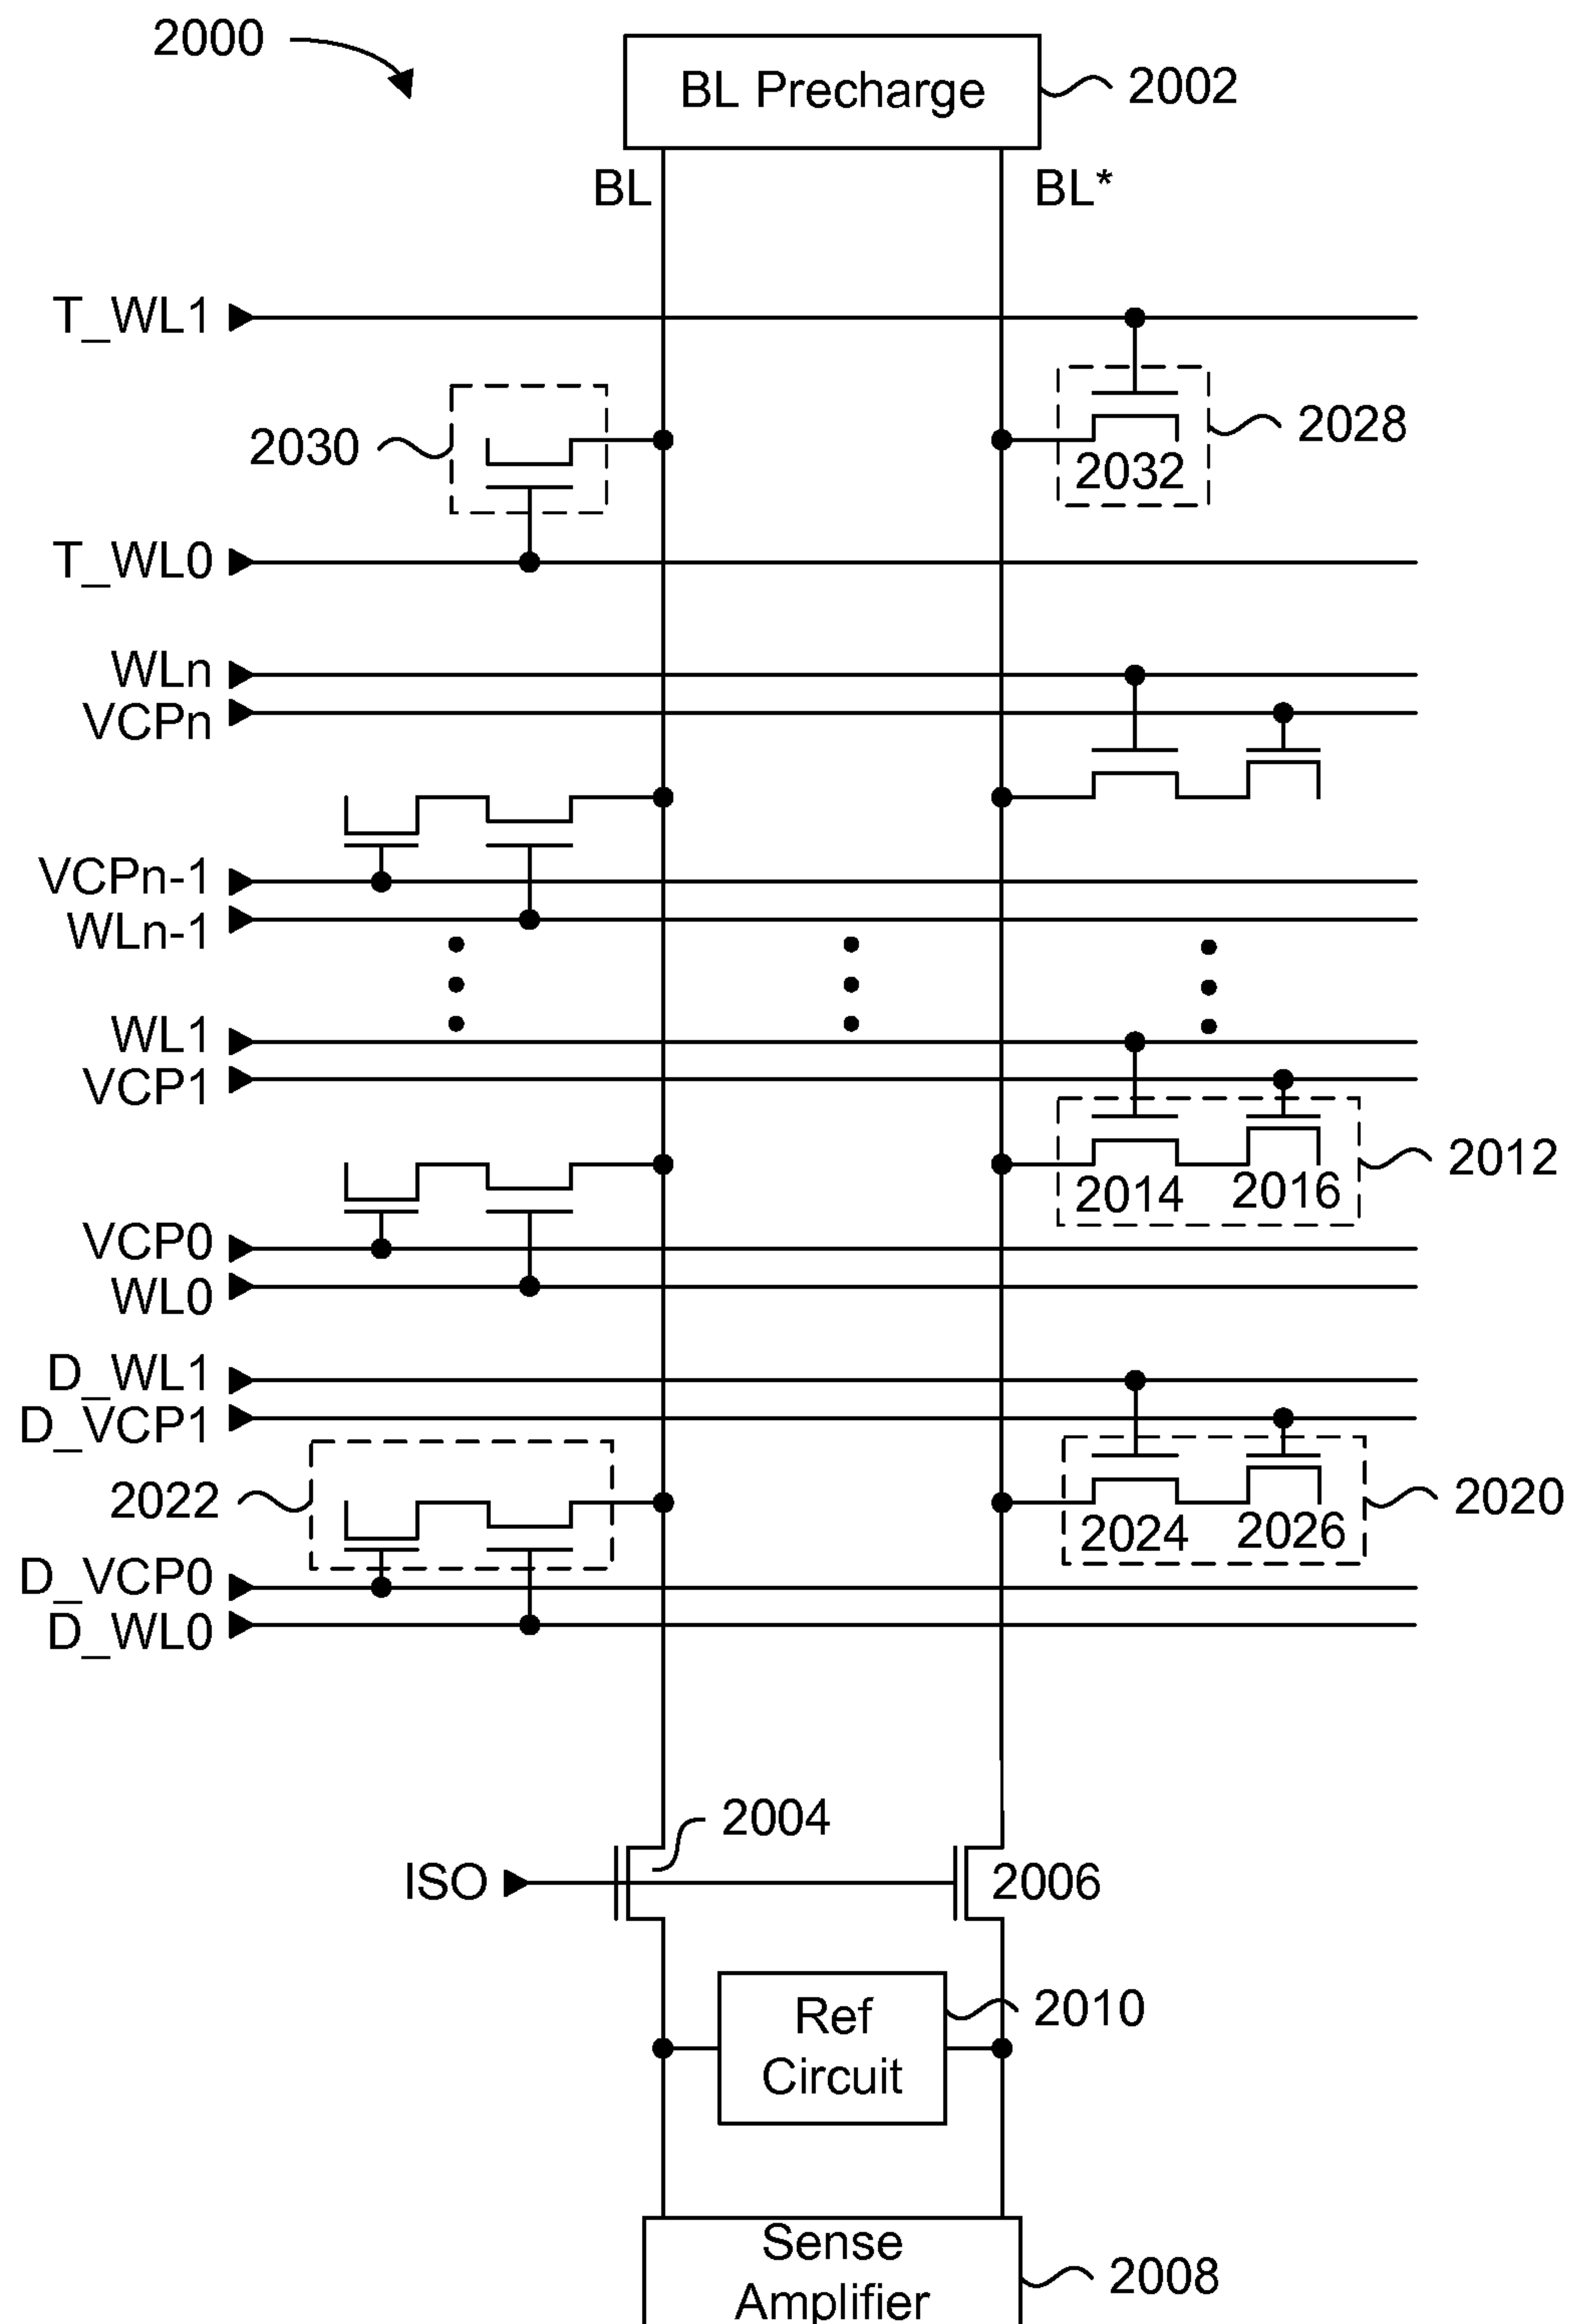 2000
BL Precharge
2002
BL
BL*
T_WL1
2030
2028
2032
T_WL0
WLn
VCPn
VCPn-1
WLn-1
WL1
VCP1
2012
2014
2016
VCP0
WL0
D_WL1
D_VCP1
2022
2020
2024
2026
D_VCP0
D_WL0
2004
ISO
2006
Ref
Circuit
2010
Sense
Amplifier
2008